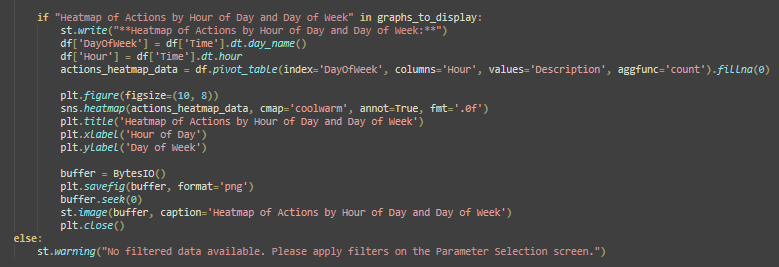 if "Heatmap of Actions by Hour of Day and Day of Week" in graphs_to_display:
st.write("**Heatmap of Actions by Hour of Day and Day of Week:**")
df['DayOfWeek'] = df['Time'].dt.day_name()
df['Hour'] = df['Time'].dt.hour
actions_heatmap_data = df.pivot_table(index='DayOfWeek', columns='Hour', values='Description', aggfunc='count').fillna(0)
plt.figure(figsize=(10, 8))
sns.heatmap(actions_heatmap_data, cmap='coolwarm', annot=True, fmt='.0f')
plt.title('Heatmap of Actions by Hour of Day and Day of Week')
plt.xlabel('Hour of Day')
plt.ylabel('Day of Week')
buffer = BytesIO()
plt.savefig(buffer, format='png')
buffer.seek(0)
st.image(buffer, caption='Heatmap of Actions by Hour of Day and Day of Week')
plt.close()
else:
st.warning("No filtered data available. Please apply filters on the Parameter Selection screen.")